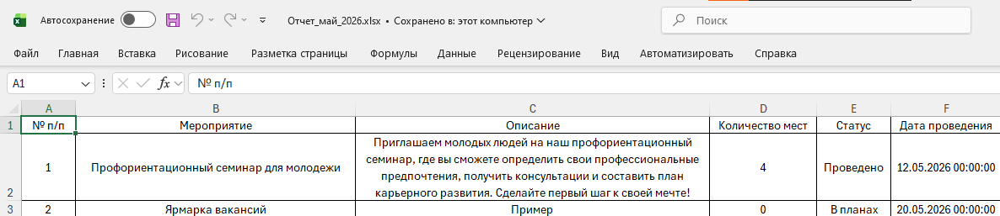 Автосохранение
Отчет_май_2026.xlsx • Сохранено в: этот компьютер
Поиск
Файл Главная Вставка Рисование Разметка страницы Формулы Данные Рецензирование Вид Автоматизировать Справка
A1 fx № п/п
A B C D E F
1 № п/п Мероприятие Описание Количество мест Статус Дата проведения
Приглашаем молодых людей на наш профориентационный
семинар, где вы сможете определить свои профессиональные
1 Профориентационный семинар для молодежи предпочтения, получить консультации и составить план 4 Проведено 12.05.2026 00:00:00
2 карьерного развития. Сделайте первый шаг к своей мечте!
3 2 Ярмарка вакансий Пример 0 В планах 20.05.2026 00:00:00